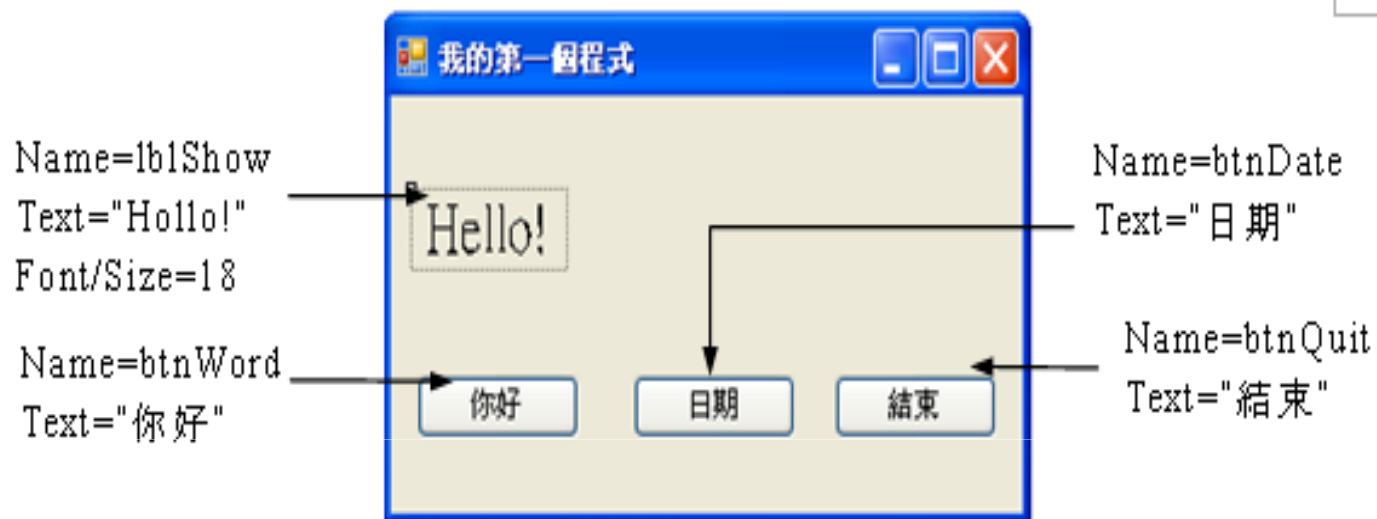 我的第一個程式
Name=lblShow
Text="Hollo!"
Font/Size=18
Hello!
Name=btnDate
Text="日期"
Name=btnWord
Text="你好"
Name=btnQuit
Text="結束"
你好
日期
結束